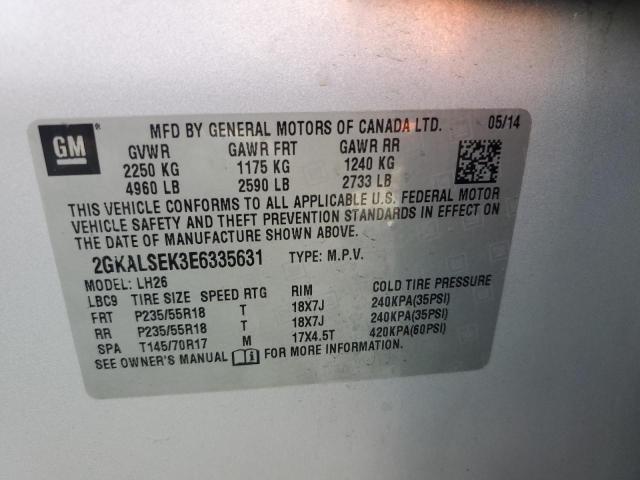 GM ® MFD BY GENERAL MOTORS OF CANADA LTD. 05/14
GVWR GAWR FRT GAWR RR
2250 KG 1175 KG 1240 KG
4960 LB 2590 LB 2733 LB
THIS VEHICLE CONFORMS TO ALL APPLICABLE U.S. FEDERAL MOTOR
VEHICLE SAFETY AND THEFT PREVENTION STANDARDS IN EFFECT ON
THE DATE OF MANUFACTURE SHOWN ABOVE.
2GKALSEK3E6335631 TYPE: M.P.V.
MODEL: LH26
LBC9 TIRE SIZE SPEED RTG RIM COLD TIRE PRESSURE
FRT P235/55R18 T 18X7J 240KPA(35PSI)
RR P235/55R18 T 18X7J 240KPA(35PSI)
SPA T145/70R17 M 17X4.5T 420KPA(60PSI)
SEE OWNER'S MANUAL FOR MORE INFORMATION.